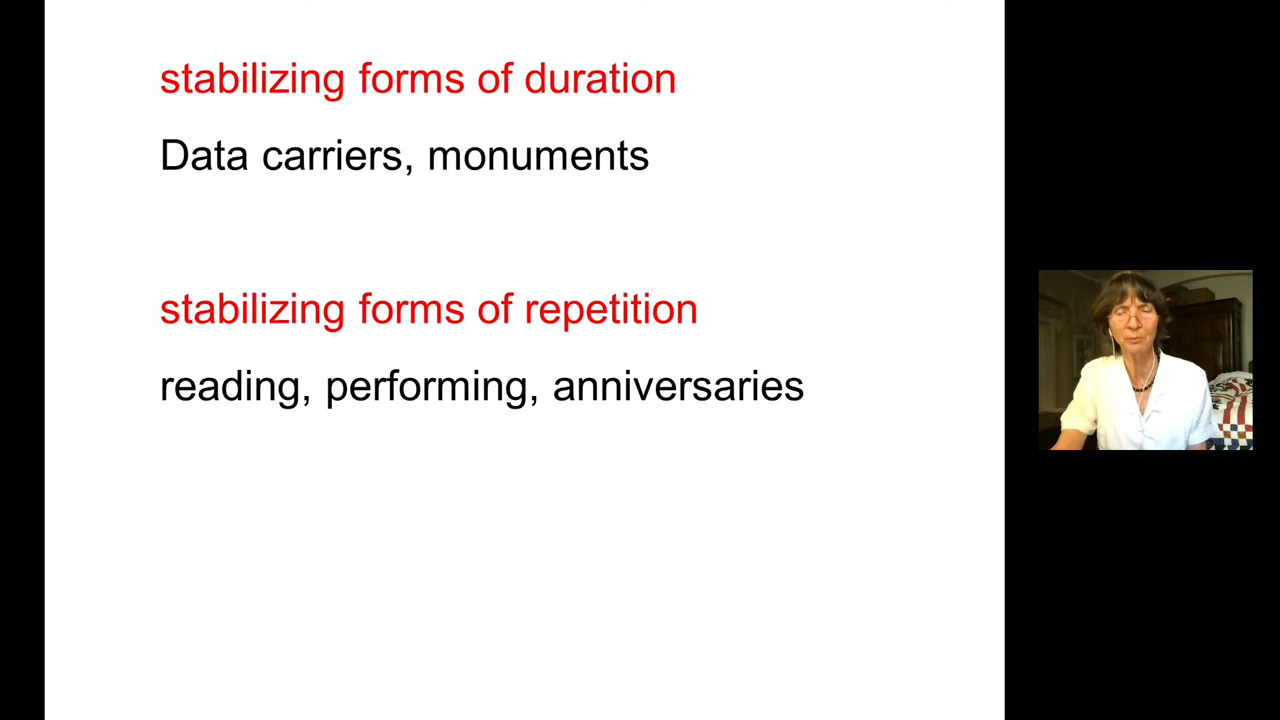 stabilizing forms of duration
Data carriers, monuments
stabilizing forms of repetition
reading, performing, anniversaries